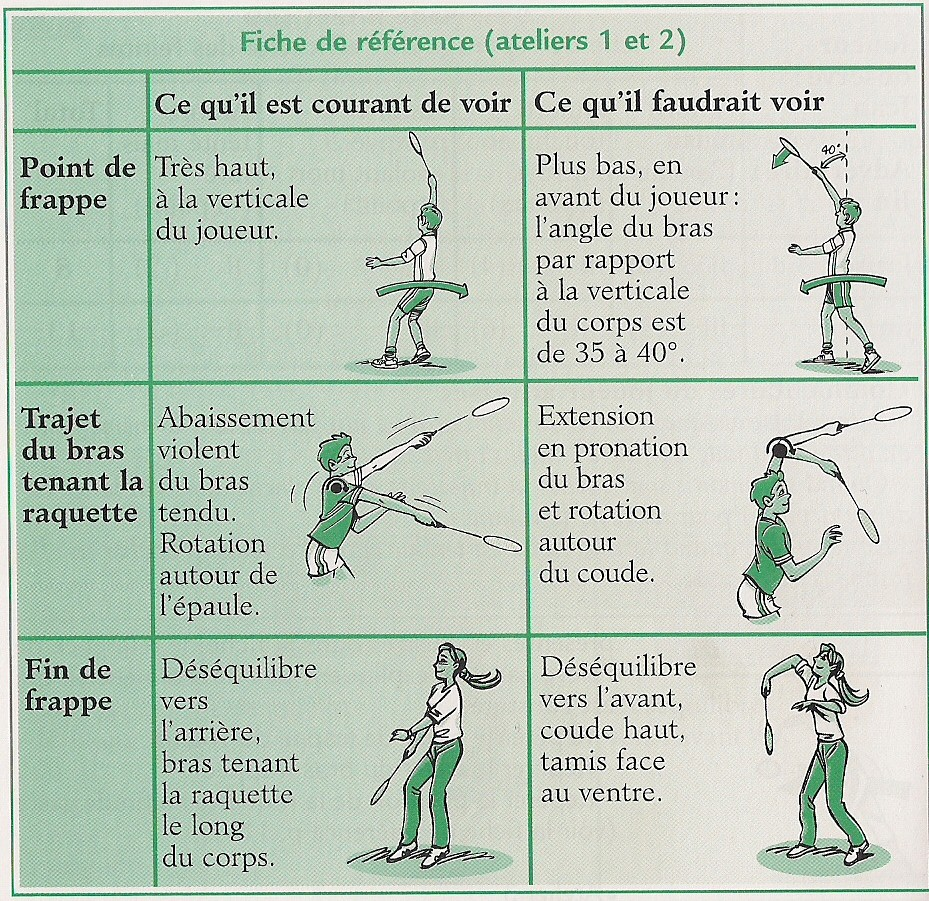 Fiche de référence (ateliers 1 et 2)
Ce qu'il est courant de voir
Ce qu'il faudrait voir
Point de
frappe
Très haut,
à la verticale
du joueur.
Plus bas, en
avant du joueur :
l'angle du bras
par rapport
à la verticale
du corps est
de 35 à 40°.
40°
Trajet
du bras
tenant la
raquette
Abaissement
violent
du bras
tendu.
Rotation
autour de
l'épaule.
Extension
en pronation
du bras
et rotation
autour
du coude.
Fin de
frappe
Déséquilibre
vers
l'arrière,
bras tenant
la raquette
le long
du corps.
Déséquilibre
vers l'avant,
coude haut,
tamis face
au ventre.